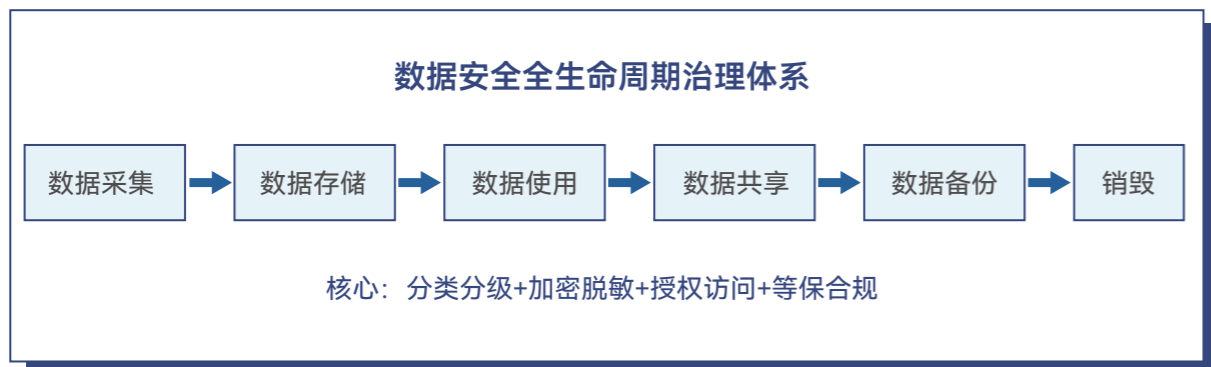 数据安全全生命周期治理体系
数据采集 数据存储 数据使用 数据共享 数据备份 销毁
核心：分类分级+加密脱敏+授权访问+等保合规